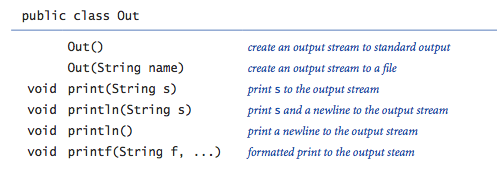 public class Out
Out() create an output stream to standard output
Out(String name) create an output stream to a file
void print(String s) print s to the output stream
void println(String s) print s and a newline to the output stream
void println() print a newline to the output stream
void printf(String f, ...) formatted print to the output steam